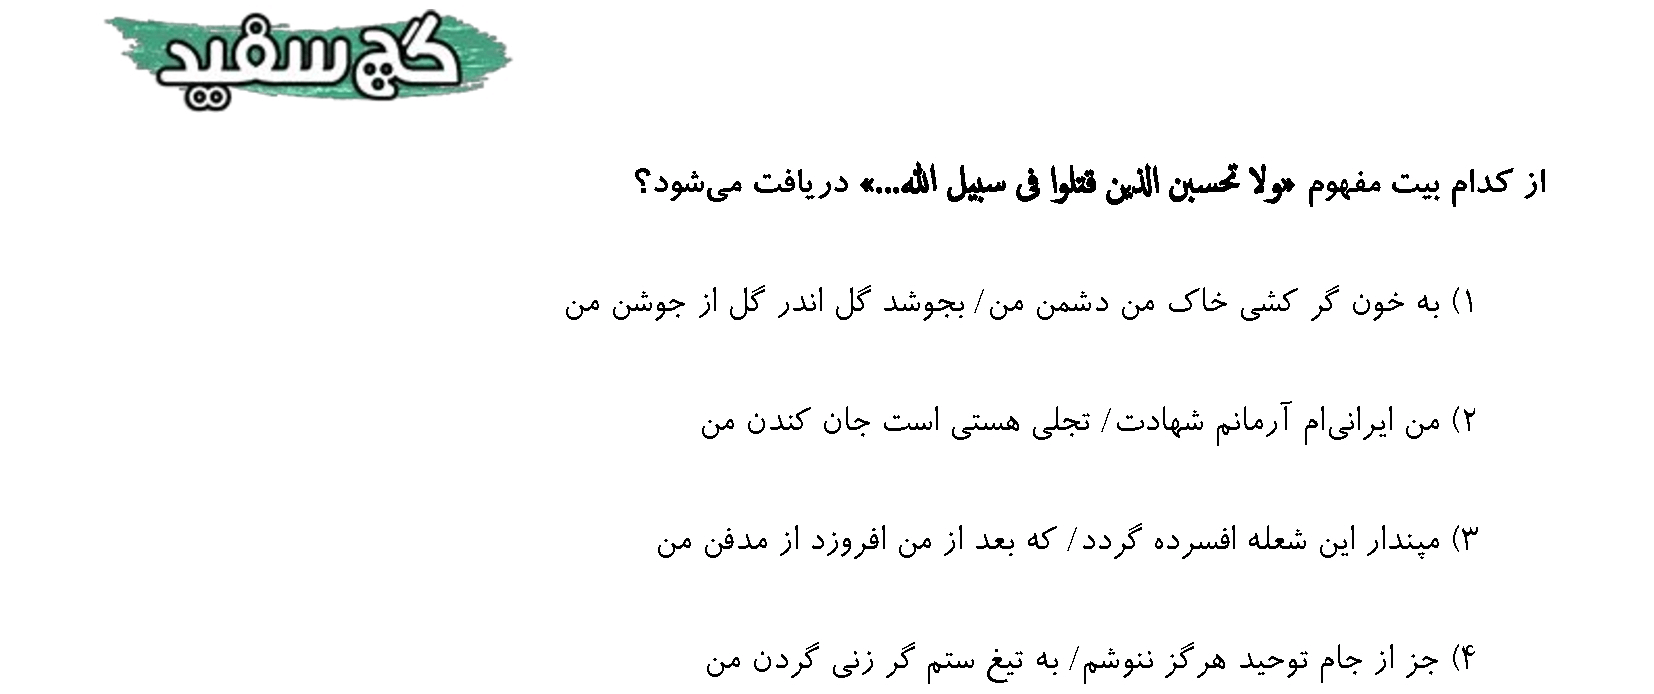 گچ سفید
از کدام بیت مفهوم «ولا تحسبن الذین قتلوا فی سبیل الله...» دریافت می‌شود؟
۱) به خون گر کشی خاک من دشمن من/ بجوشد گل اندر گل از جوشن من
۲) من ایرانی‌ام آرمانم شهادت/ تجلی هستی است جان کندن من
۳) مپندار این شعله افسرده گردد/ که بعد از من افروزد از مدفن من
۴) جز از جام توحید هرگز ننوشم/ به تیغ ستم گر زنی گردن من